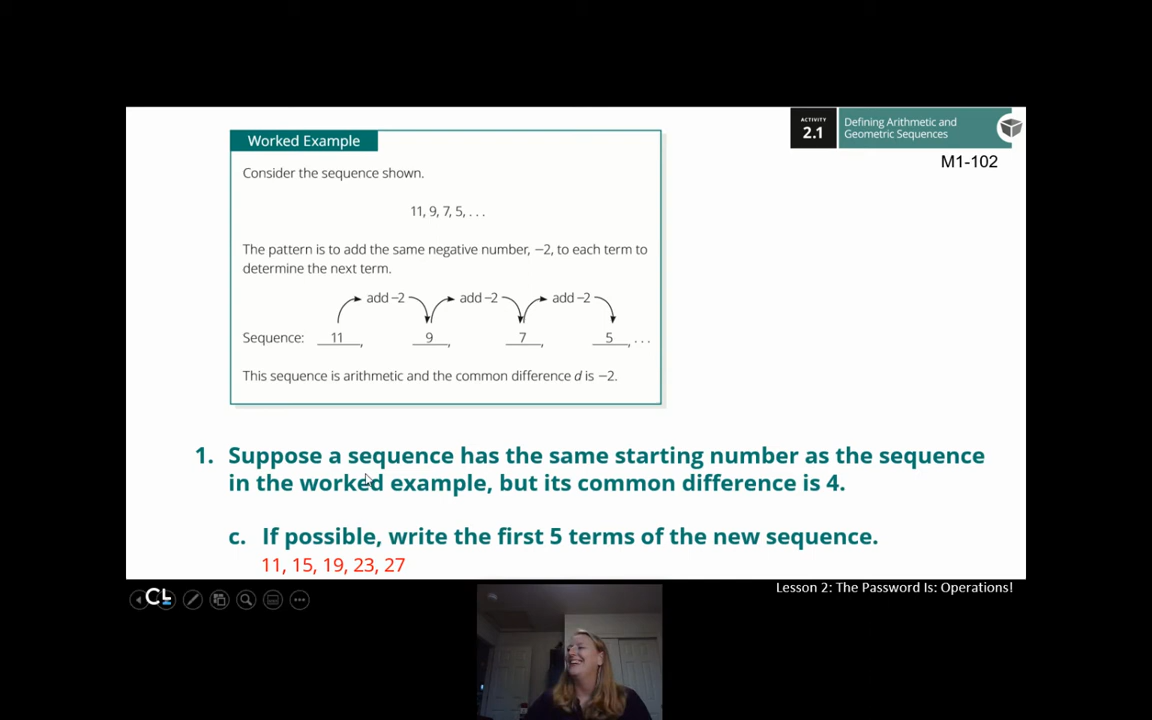 ACTIVITY
2.1
Defining Arithmetic and
Geometric Sequences
M1-102
Worked Example
Consider the sequence shown.
11, 9, 7, 5, . . .
The pattern is to add the same negative number, −2, to each term to
determine the next term.
add −2 add −2 add −2
Sequence: 11, 9, 7, 5, . . .
This sequence is arithmetic and the common difference d is −2.
1. Suppose a sequence has the same starting number as the sequence
in the worked example, but its common difference is 4.
c. If possible, write the first 5 terms of the new sequence.
11, 15, 19, 23, 27
Lesson 2: The Password Is: Operations!
CL